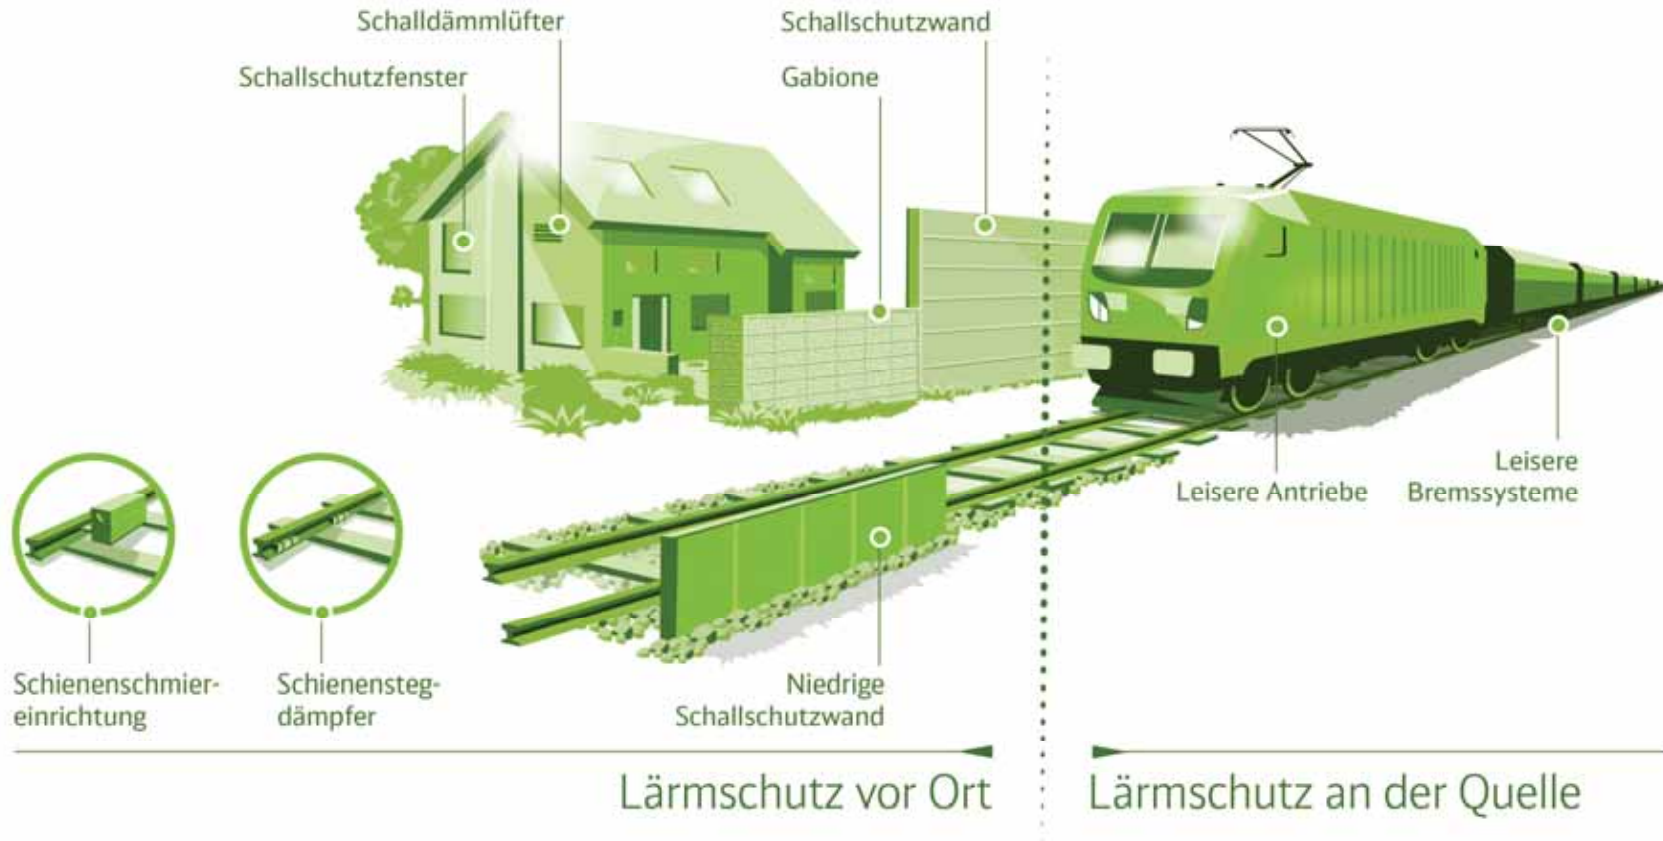 Schalldämmlüfter
Schallschutzwand
Schallschutzfenster
Gabione
Leisere
Bremssysteme
Leisere Antriebe
Schienenschmier-
einrichtung
Schienensteg-
dämpfer
Niedrige
Schallschutzwand
Lärmschutz vor Ort
Lärmschutz an der Quelle